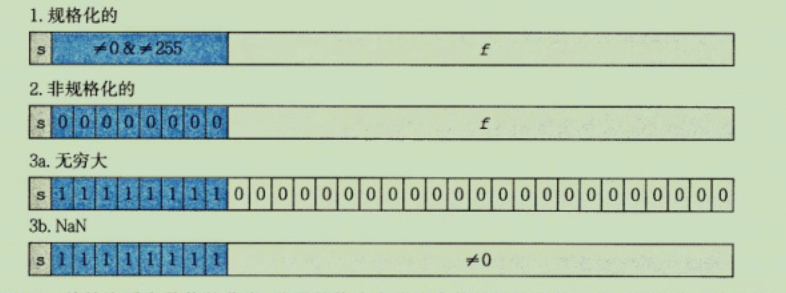 1. 规格化的
s ≠0 & ≠255 f
2. 非规格化的
s 0 0 0 0 0 0 0 0 f
3a. 无穷大
s 1 1 1 1 1 1 1 1 0 0 0 0 0 0 0 0 0 0 0 0 0 0 0 0 0 0 0 0 0 0 0
3b. NaN
s 1 1 1 1 1 1 1 1 ≠0